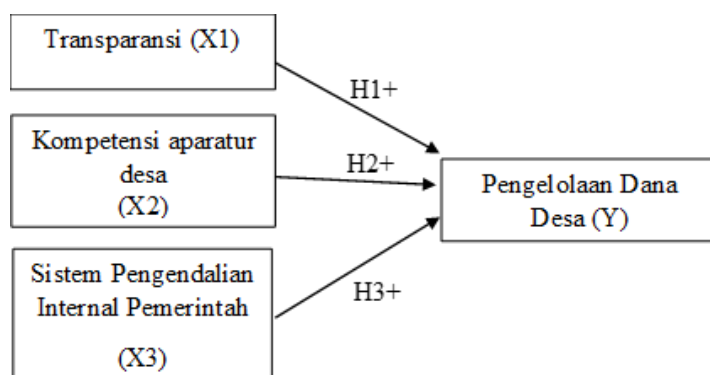 Transparansi (X1)
H1+
Kompetensi aparatur
desa
(X2)
H2+
Pengelolaan Dana
Desa (Y)
Sistem Pengendalian
Internal Pemerintah
(X3)
H3+